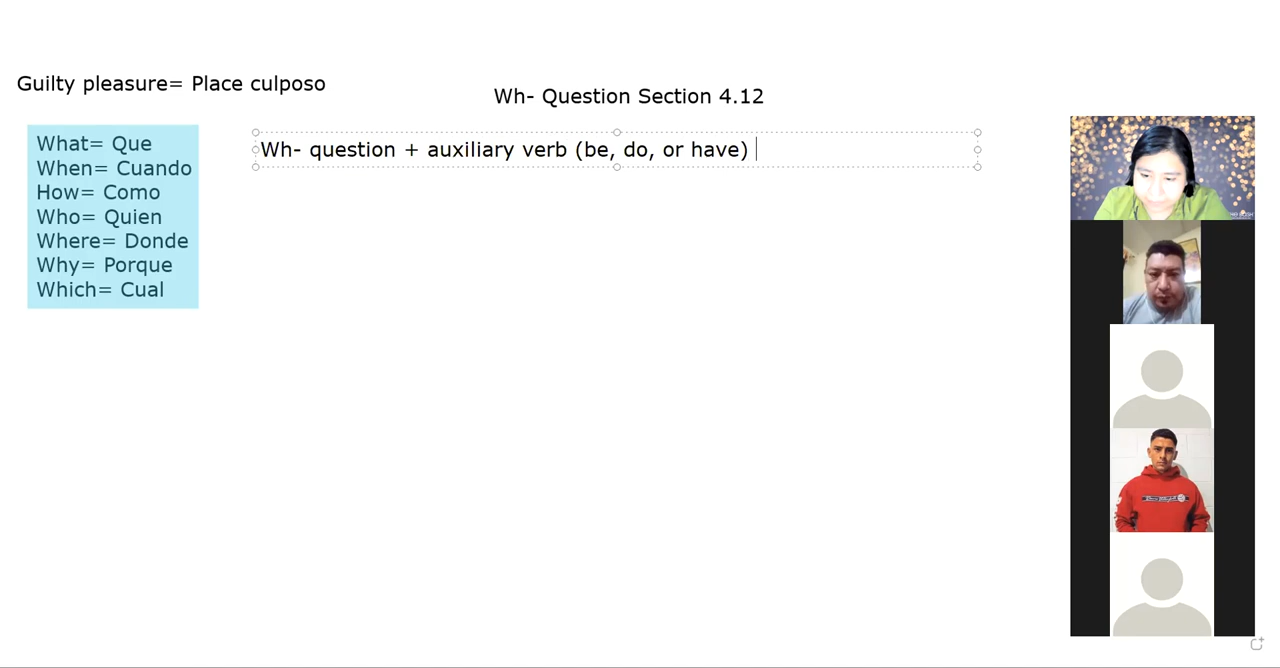 Guilty pleasure= Place culposo
Wh- Question Section 4.12
What= Que
When= Cuando
How= Como
Who= Quien
Where= Donde
Why= Porque
Which= Cual
Wh- question + auxiliary verb (be, do, or have)